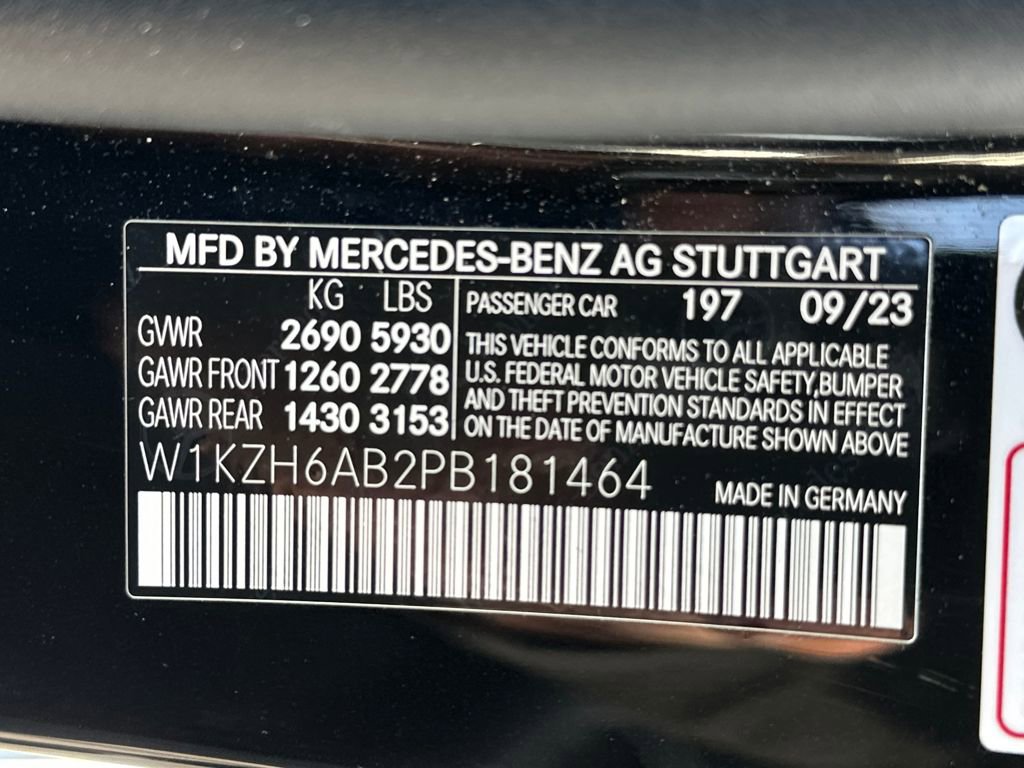 MFD BY MERCEDES-BENZ AG STUTTGART
KG LBS
GVWR 2690 5930
GAWR FRONT 1260 2778
GAWR REAR 1430 3153
PASSENGER CAR 197 09/23
THIS VEHICLE CONFORMS TO ALL APPLICABLE
U.S. FEDERAL MOTOR VEHICLE SAFETY,BUMPER
AND THEFT PREVENTION STANDARDS IN EFFECT
ON THE DATE OF MANUFACTURE SHOWN ABOVE
W1KZH6AB2PB181464
MADE IN GERMANY